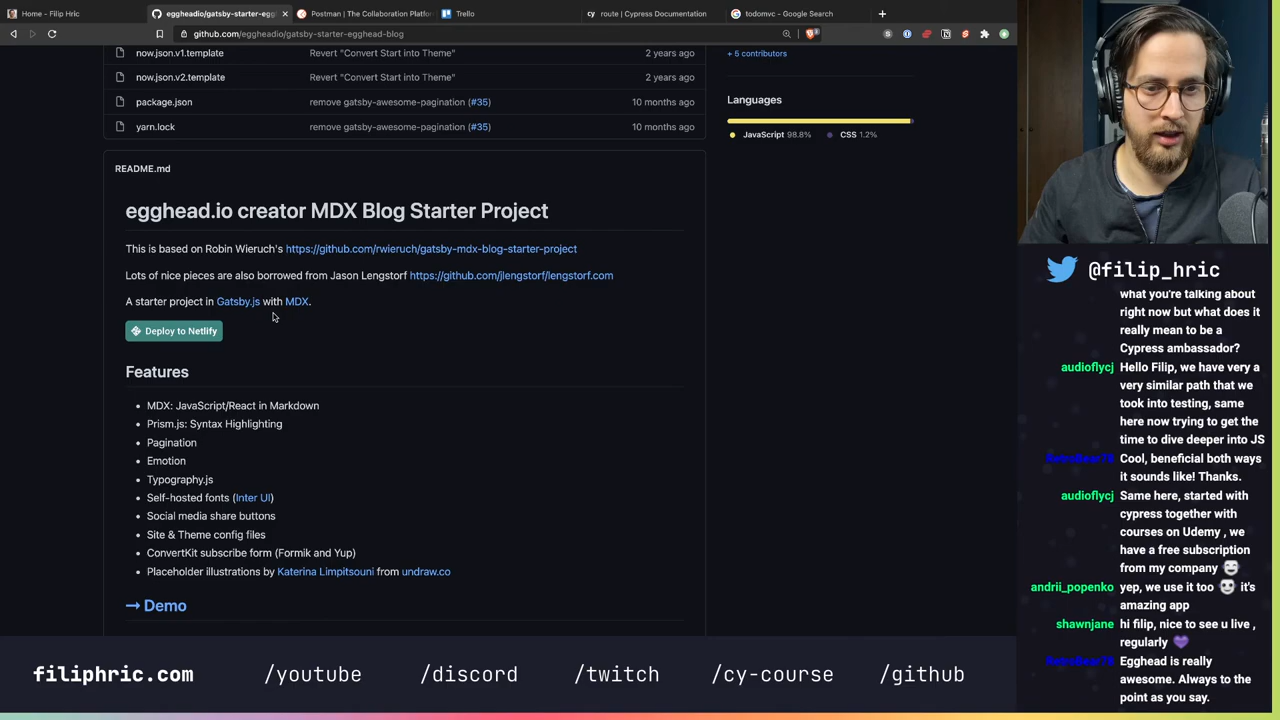 Home - Filip Hric
eggheadio/gatsby-starter-egg
Postman | The Collaboration Platfor
Trello
route | Cypress Documentation
todomvc - Google Search
github.com/eggheadio/gatsby-starter-egghead-blog
now.json.v1.template
Revert "Convert Start into Theme"
2 years ago
now.json.v2.template
Revert "Convert Start into Theme"
2 years ago
package.json
remove gatsby-awesome-pagination (#35)
10 months ago
yarn.lock
remove gatsby-awesome-pagination (#35)
10 months ago
+ 5 contributors
Languages
JavaScript 98.8%
CSS 1.2%
README.md
egghead.io creator MDX Blog Starter Project
This is based on Robin Wieruch's https://github.com/rwieruch/gatsby-mdx-blog-starter-project
Lots of nice pieces are also borrowed from Jason Lengstorf https://github.com/jlengstorf/lengstorf.com
A starter project in Gatsby.js with MDX.
Deploy to Netlify
Features
MDX: JavaScript/React in Markdown
Prism.js: Syntax Highlighting
Pagination
Emotion
Typography.js
Self-hosted fonts (Inter UI)
Social media share buttons
Site & Theme config files
ConvertKit subscribe form (Formik and Yup)
Placeholder illustrations by Katerina Limpitsouni from undraw.co
→ Demo
@filip_hric
what you're talking about
right now but what does it
really mean to be a
Cypress ambassador?
audioflycj Hello Filip, we have very a
very similar path that we
took into testing, same
here now trying to get the
time to dive deeper into JS
Cool, beneficial both ways
it sounds like! Thanks.
audioflycj Same here, started with
cypress together with
courses on Udemy , we
have a free subscription
from my company
andrii_popenko yep, we use it too it's
amazing app
shawnjane hi filip, nice to see u live ,
regularly
Egghead is really
awesome. Always to the
point as you say.
filiphric.com
/youtube
/discord
/twitch
/cy-course
/github